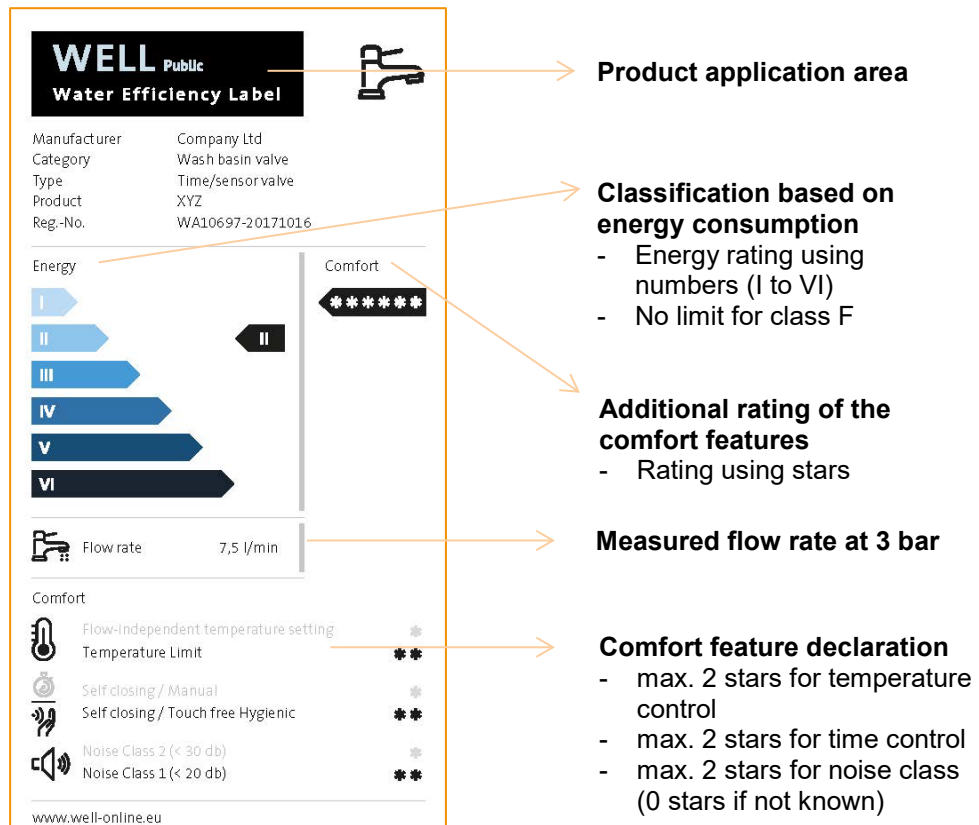 WELL Public
Water Efficiency Label
Product application area
Manufacturer Company Ltd
Category Wash basin valve
Type Time/sensor valve
Product XYZ
Reg.-No. WA10697-20171016
Classification based on
energy consumption
- Energy rating using
numbers (I to VI)
- No limit for class F
Energy
Comfort
I
******
II
II
III
IV
V
VI
Additional rating of the
comfort features
- Rating using stars
Flow rate 7,5 l/min
Measured flow rate at 3 bar
Comfort
Flow-independent temperature setting *
Temperature Limit **
Self closing / Manual *
Self closing / Touch free Hygienic **
Noise Class 2 (< 30 db) *
Noise Class 1 (< 20 db) **
Comfort feature declaration
- max. 2 stars for temperature
control
- max. 2 stars for time control
- max. 2 stars for noise class
(0 stars if not known)
www.well-online.eu